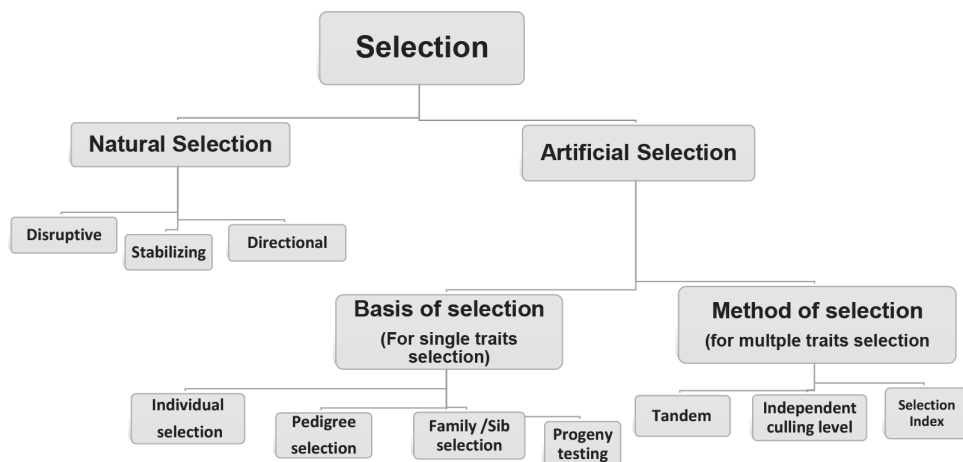 Selection
Natural Selection
Artificial Selection
Disruptive
Stabilizing
Directional
Basis of selection
(For single traits
selection)
Method of selection
(for multple traits selection
Individual
selection
Pedigree
selection
Family /Sib
selection
Progeny
testing
Tandem
Independent
culling level
Selection
Index